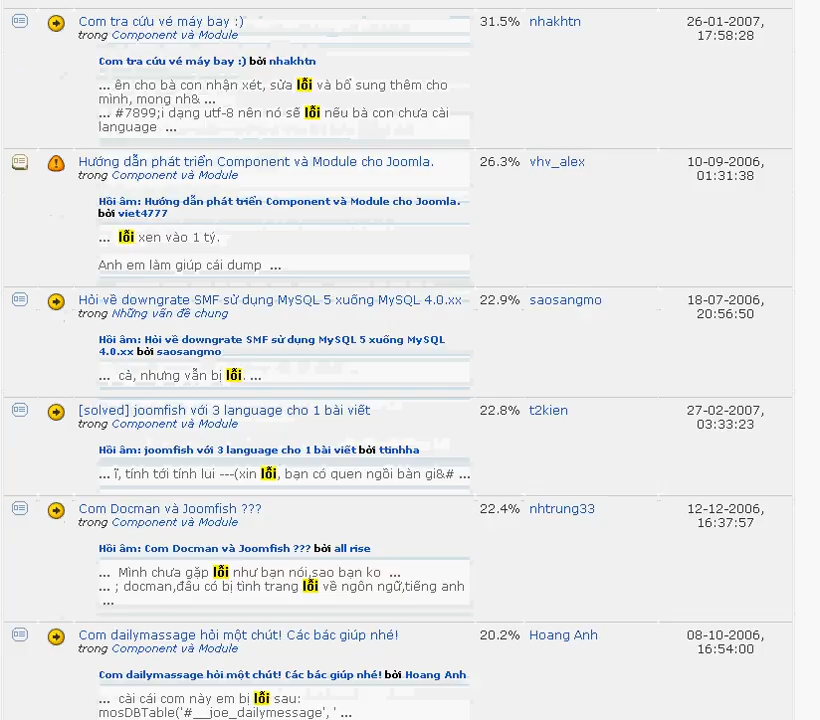 Com tra cứu vé máy bay :) 31.5% nhakhtn 26-01-2007,
trong Component và Module 17:58:28
Com tra cứu vé máy bay :) bởi nhakhtn
... ên cho bà con nhận xét, sửa lỗi và bổ sung thêm cho
mình, mong nh& ...
... #7899;i dạng utf-8 nên nó sẽ lỗi nếu bà con chưa cài
language ...
Hướng dẫn phát triển Component và Module cho Joomla. 26.3% vhv_alex 10-09-2006,
trong Component và Module 01:31:38
Hồi âm: Hướng dẫn phát triển Component và Module cho Joomla.
bởi viet4777
... lỗi xen vào 1 tý.
Anh em làm giúp cái dump ...
Hỏi về downgrate SMF sử dụng MySQL 5 xuống MySQL 4.0.xx 22.9% saosangmo 18-07-2006,
trong Những vấn đề chung 20:56:50
Hồi âm: Hỏi về downgrate SMF sử dụng MySQL 5 xuống MySQL
4.0.xx bởi saosangmo
... cả, nhưng vẫn bị lỗi. ...
[solved] joomfish với 3 language cho 1 bài viết 22.8% t2kien 27-02-2007,
trong Component và Module 03:33:23
Hồi âm: joomfish với 3 language cho 1 bài viết bởi ttinhha
... ĩ, tính tới tính lui ---(xin lỗi, bạn có quen ngồi bàn gi&# ...
Com Docman và Joomfish ??? 22.4% nhtrung33 12-12-2006,
trong Component và Module 16:37:57
Hồi âm: Com Docman và Joomfish ??? bởi all rise
... Mình chưa gặp lỗi như bạn nói,sao bạn ko ...
... ; docman,đâu có bị tình trang lỗi về ngôn ngữ,tiếng anh
...
Com dailymassage hỏi một chút! Các bác giúp nhé! 20.2% Hoang Anh 08-10-2006,
trong Component và Module 16:54:00
Com dailymassage hỏi một chút! Các bác giúp nhé! bởi Hoang Anh
... cài cái com này em bị lỗi sau:
mosDBTable('#__joe_dailymessage', ' ...